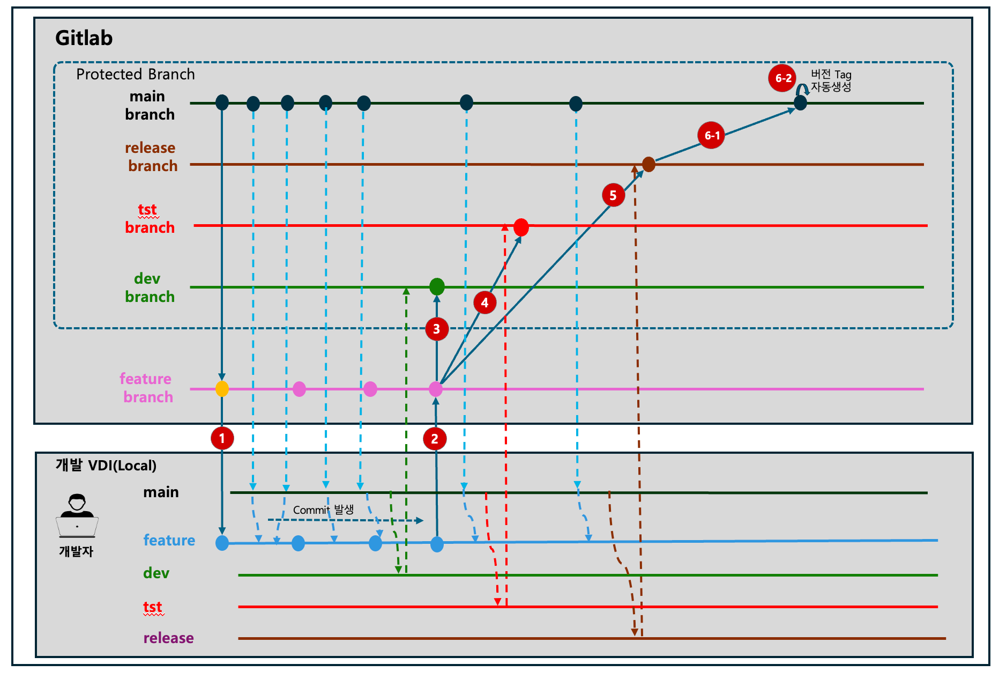 Gitlab
Protected Branch
6-2
버전 Tag
자동생성
main
branch
6-1
release
branch
5
tst
branch
dev
branch
4
3
feature
branch
1
2
개발 VDI(Local)
main
Commit 발생
feature
개발자
dev
tst
release